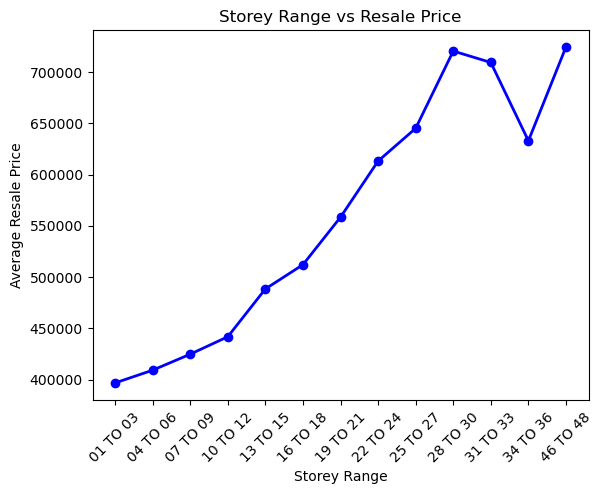 Storey Range vs Resale Price
Average Resale Price
700000
650000
600000
550000
500000
450000
400000
01 TO 03
04 TO 06
07 TO 09
10 TO 12
13 TO 15
16 TO 18
19 TO 21
22 TO 24
25 TO 27
28 TO 30
31 TO 33
34 TO 36
46 TO 48
Storey Range